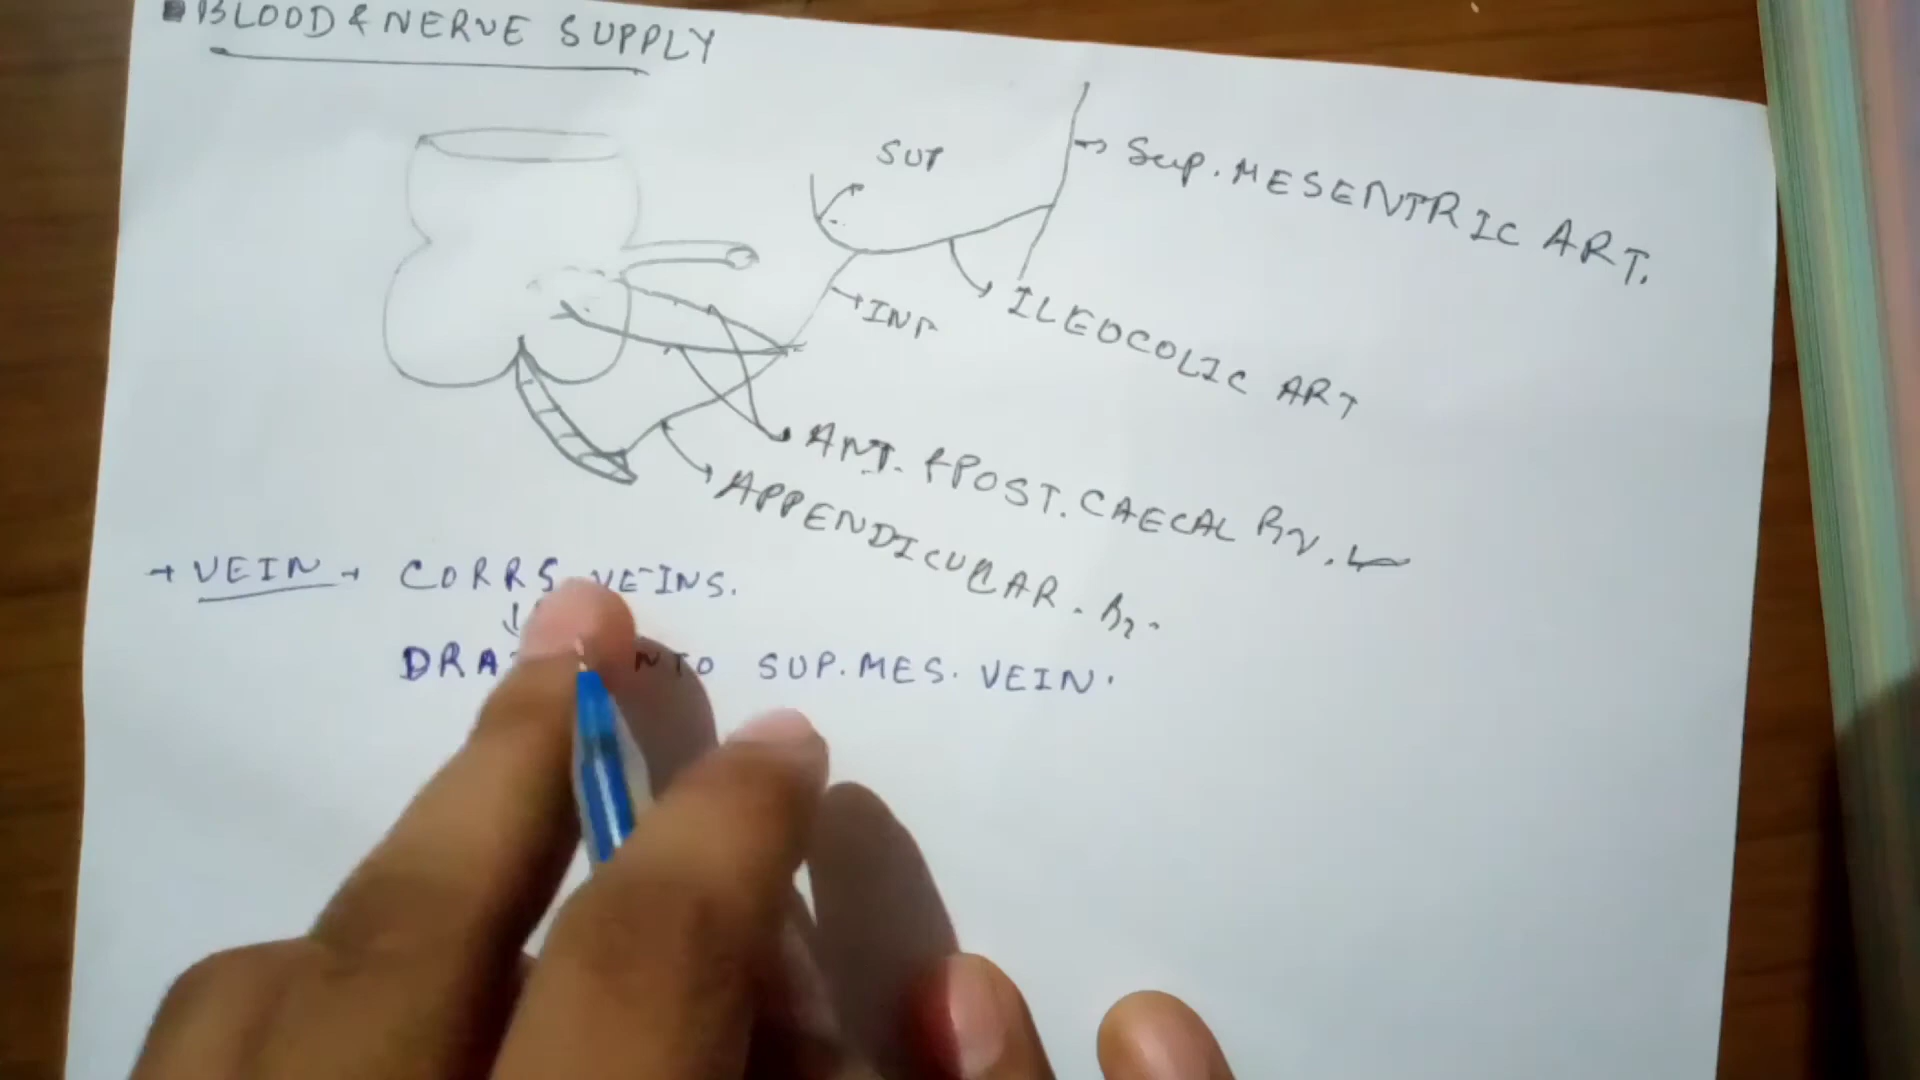 BLOOD & NERVE SUPPLY
SUP
Sup. MESENTRIC ART.
INF
ILEOCOLIC ART
ANT. & POST. CAECAL Br.
APPENDICULAR. Br.
VEIN → CORRS VEINS.
↓
NTO SUP. MES. VEIN.